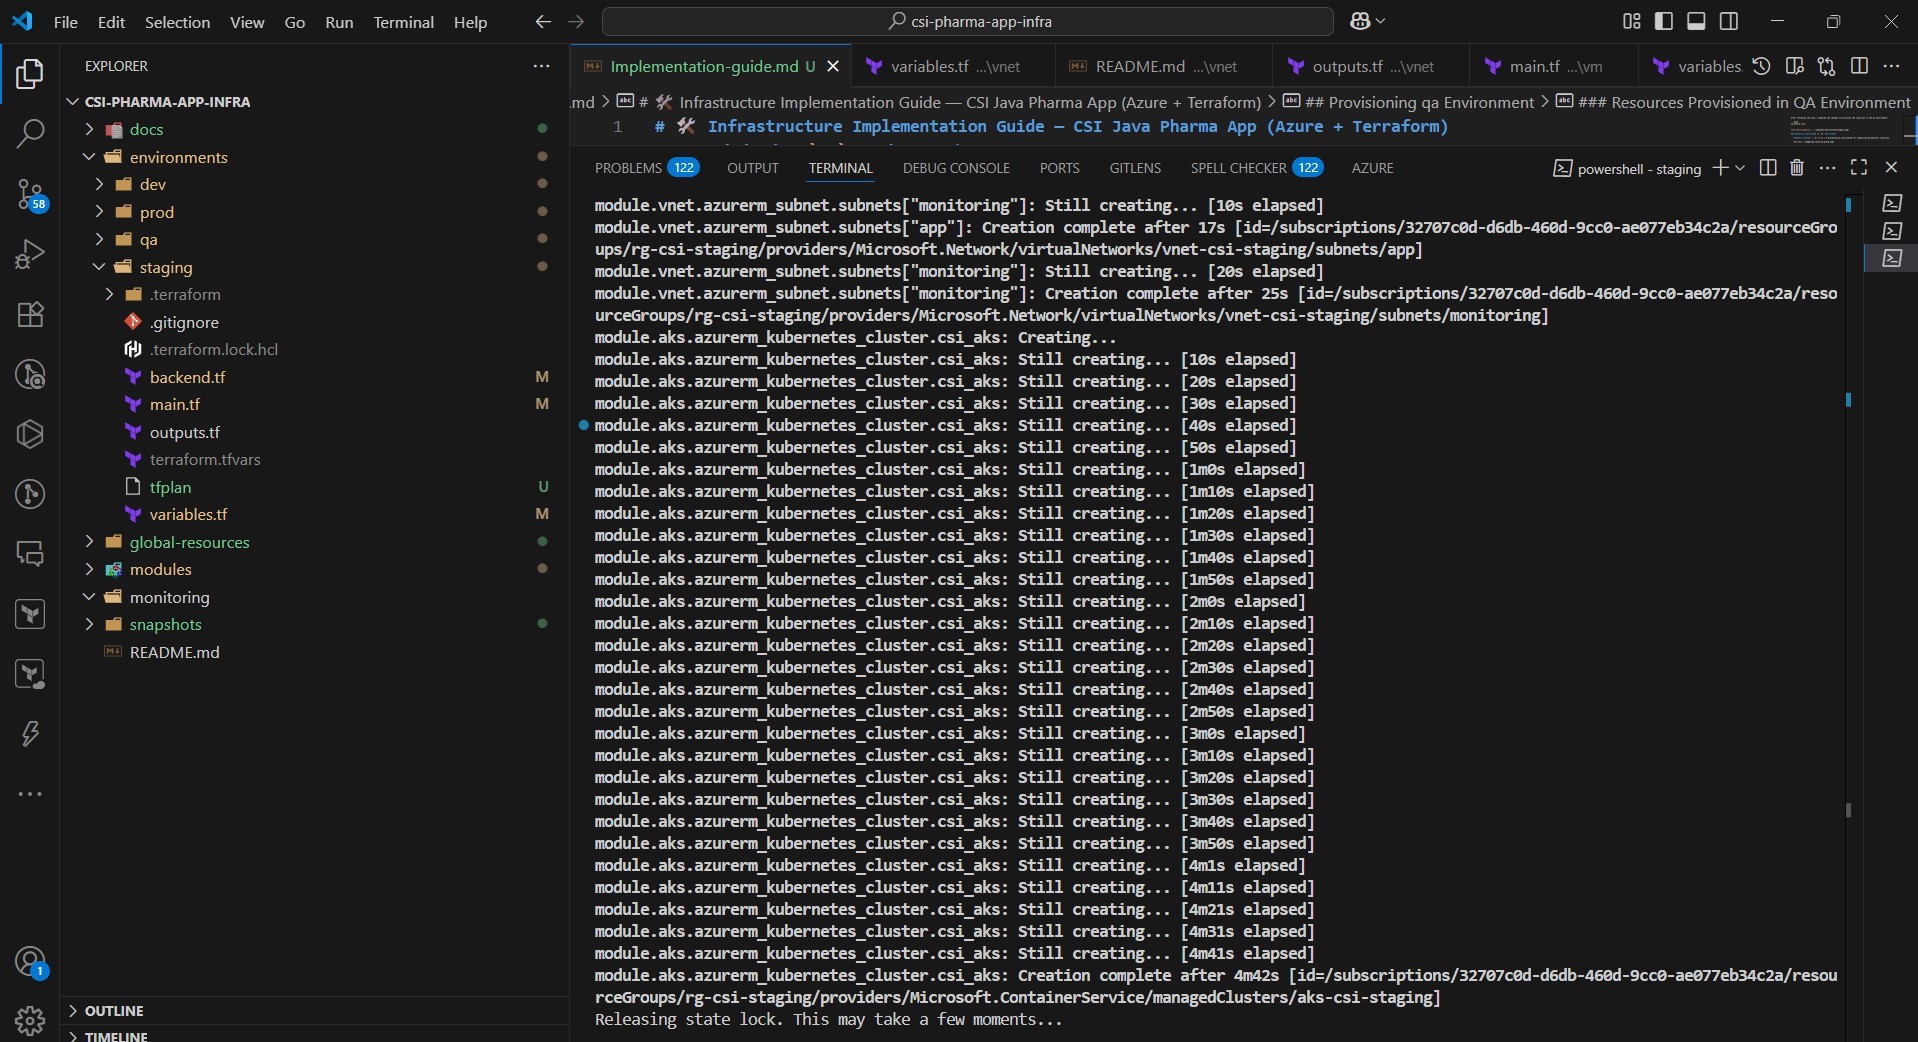 File Edit Selection View Go Run Terminal Help
csi-pharma-app-infra
EXPLORER
CSI-PHARMA-APP-INFRA
docs
environments
dev
prod
qa
staging
.terraform
.gitignore
.terraform.lock.hcl
backend.tf M
main.tf M
outputs.tf
terraform.tfvars
tfplan U
variables.tf M
global-resources
modules
monitoring
snapshots
README.md
OUTLINE
TIMELINE
58
1
Implementation-guide.md U
variables.tf ...\vnet
README.md ...\vnet
outputs.tf ...\vnet
main.tf ...\vm
variables.
.md > # 🛠 Infrastructure Implementation Guide — CSI Java Pharma App (Azure + Terraform) > ## Provisioning qa Environment > ### Resources Provisioned in QA Environment
1 # 🛠 Infrastructure Implementation Guide — CSI Java Pharma App (Azure + Terraform)
PROBLEMS 122 OUTPUT TERMINAL DEBUG CONSOLE PORTS GITLENS SPELL CHECKER 122 AZURE
powershell - staging
module.vnet.azurerm_subnet.subnets["monitoring"]: Still creating... [10s elapsed]
module.vnet.azurerm_subnet.subnets["app"]: Creation complete after 17s [id=/subscriptions/32707c0d-d6db-460d-9cc0-ae077eb34c2a/resourceGro
ups/rg-csi-staging/providers/Microsoft.Network/virtualNetworks/vnet-csi-staging/subnets/app]
module.vnet.azurerm_subnet.subnets["monitoring"]: Still creating... [20s elapsed]
module.vnet.azurerm_subnet.subnets["monitoring"]: Creation complete after 25s [id=/subscriptions/32707c0d-d6db-460d-9cc0-ae077eb34c2a/reso
urceGroups/rg-csi-staging/providers/Microsoft.Network/virtualNetworks/vnet-csi-staging/subnets/monitoring]
module.aks.azurerm_kubernetes_cluster.csi_aks: Creating...
module.aks.azurerm_kubernetes_cluster.csi_aks: Still creating... [10s elapsed]
module.aks.azurerm_kubernetes_cluster.csi_aks: Still creating... [20s elapsed]
module.aks.azurerm_kubernetes_cluster.csi_aks: Still creating... [30s elapsed]
module.aks.azurerm_kubernetes_cluster.csi_aks: Still creating... [40s elapsed]
module.aks.azurerm_kubernetes_cluster.csi_aks: Still creating... [50s elapsed]
module.aks.azurerm_kubernetes_cluster.csi_aks: Still creating... [1m0s elapsed]
module.aks.azurerm_kubernetes_cluster.csi_aks: Still creating... [1m10s elapsed]
module.aks.azurerm_kubernetes_cluster.csi_aks: Still creating... [1m20s elapsed]
module.aks.azurerm_kubernetes_cluster.csi_aks: Still creating... [1m30s elapsed]
module.aks.azurerm_kubernetes_cluster.csi_aks: Still creating... [1m40s elapsed]
module.aks.azurerm_kubernetes_cluster.csi_aks: Still creating... [1m50s elapsed]
module.aks.azurerm_kubernetes_cluster.csi_aks: Still creating... [2m0s elapsed]
module.aks.azurerm_kubernetes_cluster.csi_aks: Still creating... [2m10s elapsed]
module.aks.azurerm_kubernetes_cluster.csi_aks: Still creating... [2m20s elapsed]
module.aks.azurerm_kubernetes_cluster.csi_aks: Still creating... [2m30s elapsed]
module.aks.azurerm_kubernetes_cluster.csi_aks: Still creating... [2m40s elapsed]
module.aks.azurerm_kubernetes_cluster.csi_aks: Still creating... [2m50s elapsed]
module.aks.azurerm_kubernetes_cluster.csi_aks: Still creating... [3m0s elapsed]
module.aks.azurerm_kubernetes_cluster.csi_aks: Still creating... [3m10s elapsed]
module.aks.azurerm_kubernetes_cluster.csi_aks: Still creating... [3m20s elapsed]
module.aks.azurerm_kubernetes_cluster.csi_aks: Still creating... [3m30s elapsed]
module.aks.azurerm_kubernetes_cluster.csi_aks: Still creating... [3m40s elapsed]
module.aks.azurerm_kubernetes_cluster.csi_aks: Still creating... [3m50s elapsed]
module.aks.azurerm_kubernetes_cluster.csi_aks: Still creating... [4m1s elapsed]
module.aks.azurerm_kubernetes_cluster.csi_aks: Still creating... [4m11s elapsed]
module.aks.azurerm_kubernetes_cluster.csi_aks: Still creating... [4m21s elapsed]
module.aks.azurerm_kubernetes_cluster.csi_aks: Still creating... [4m31s elapsed]
module.aks.azurerm_kubernetes_cluster.csi_aks: Still creating... [4m41s elapsed]
module.aks.azurerm_kubernetes_cluster.csi_aks: Creation complete after 4m42s [id=/subscriptions/32707c0d-d6db-460d-9cc0-ae077eb34c2a/resou
rceGroups/rg-csi-staging/providers/Microsoft.ContainerService/managedClusters/aks-csi-staging]
Releasing state lock. This may take a few moments...